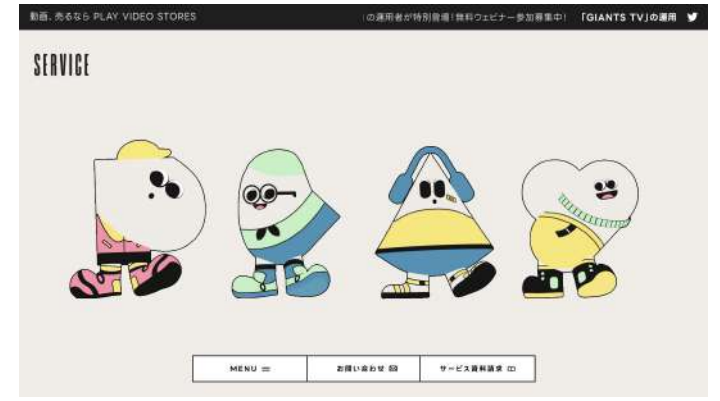 動画、売るなら PLAY VIDEO STORES
の運用者が特別登場！無料ウェビナー参加募集中！ 「GIANTS TV」の運用
SERVICE
MENU
お問い合わせ
サービス資料請求